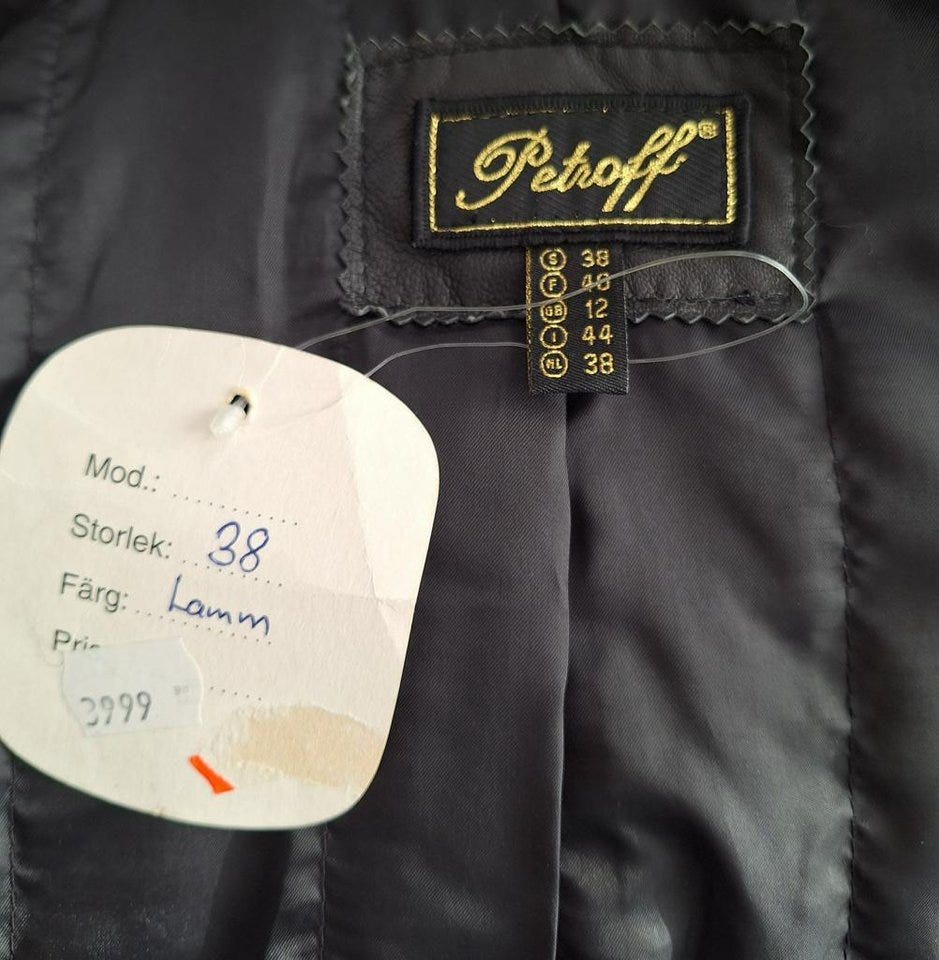 Petroff®
S 38
F 40
GB 12
I 44
NL 38
Mod.:
Storlek: 38
Färg: Lamm
3999